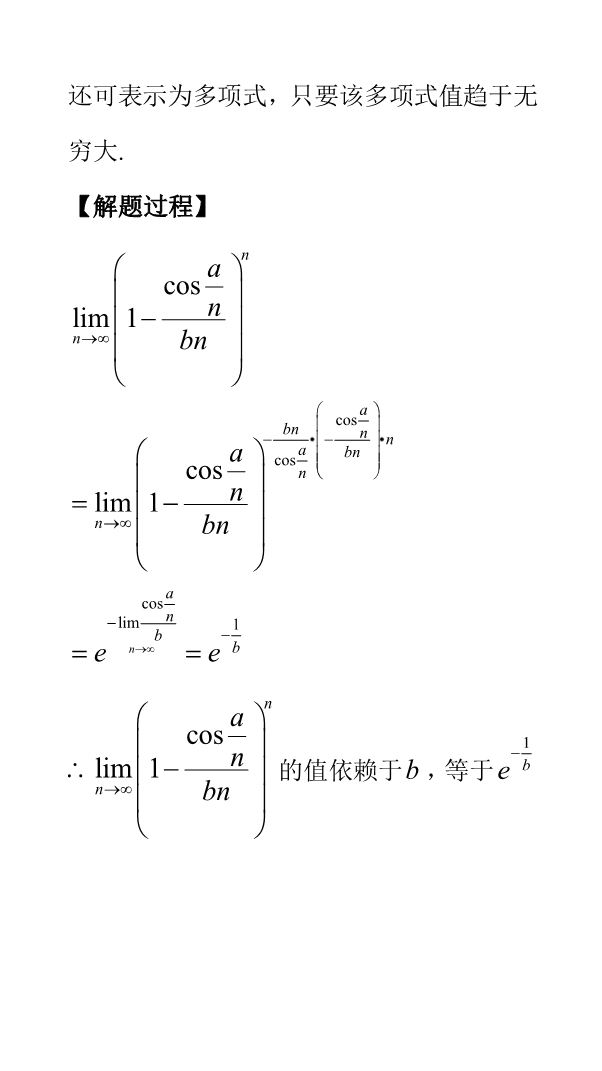 还可表示为多项式，只要该多项式值趋于无
穷大.
【解题过程】
$\lim_{n\to\infty}\left(1-\frac{\cos\frac{a}{n}}{bn}\right)^{n}$
$=\lim_{n\to\infty}\left(1-\frac{\cos\frac{a}{n}}{bn}\right)^{-\frac{bn}{\cos\frac{a}{n}}\bullet\left(-\frac{\cos\frac{a}{n}}{bn}\right)\bullet n}$
$=e^{-\lim_{n\to\infty}\frac{\cos\frac{a}{n}}{b}}=e^{-\frac{1}{b}}$
$\therefore \lim_{n\to\infty}\left(1-\frac{\cos\frac{a}{n}}{bn}\right)^{n}$ 的值依赖于 $b$ ，等于 $e^{-\frac{1}{b}}$